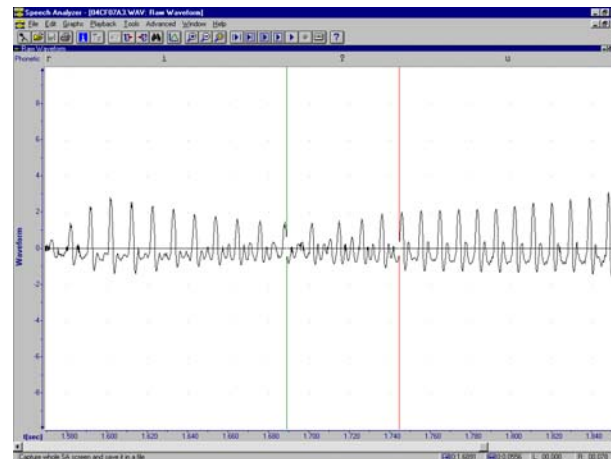 Speech Analyzer - [04CF07A3.WAV: Raw Waveform]
File Edit Graphs Playback Tools Advanced Window Help
Raw Waveform
Phonetic r i u
8
6
4
2
0
-2
-4
-6
-8
Waveform
t(sec) 1.580 1.600 1.620 1.640 1.660 1.680 1.700 1.720 1.740 1.760 1.780 1.800 1.820 1.840
Capture whole SA screen and save it in a file